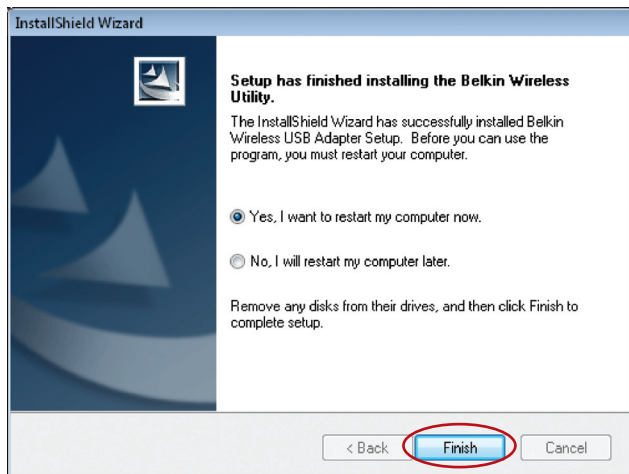 InstallShield Wizard
Setup has finished installing the Belkin Wireless
Utility.
The InstallShield Wizard has successfully installed Belkin
Wireless USB Adapter Setup. Before you can use the
program, you must restart your computer.
Yes, I want to restart my computer now.
No, I will restart my computer later.
Remove any disks from their drives, and then click Finish to
complete setup.
< Back Finish Cancel